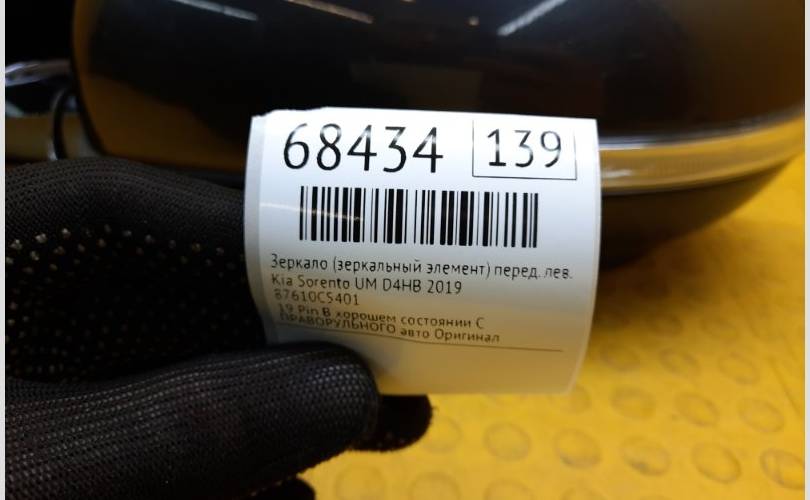 68434 139
Зеркало (зеркальный элемент) перед. лев.
Kia Sorento UM D4HB 2019
87610C5401
19 Pin В хорошем состоянии С
ПРАВОРУЛЬНОГО авто Оригинал